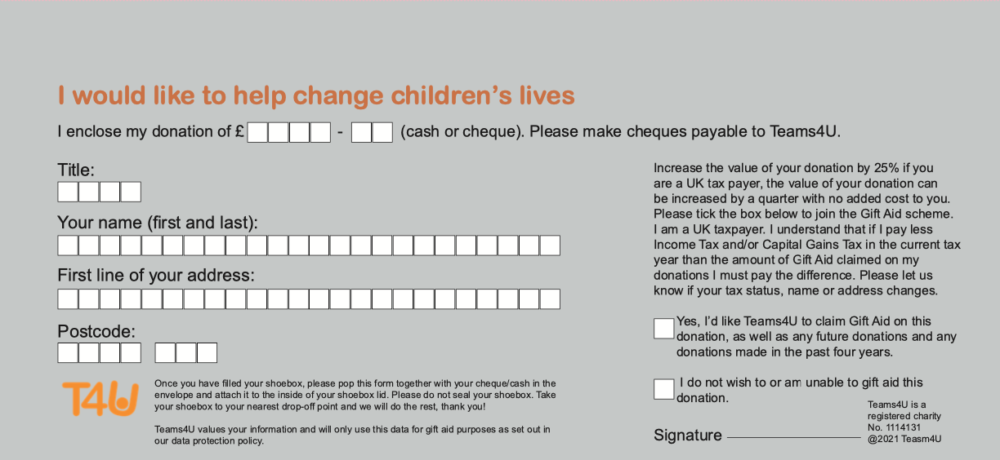 I would like to help change children’s lives
I enclose my donation of £ - (cash or cheque). Please make cheques payable to Teams4U.
Title:
Your name (first and last):
First line of your address:
Postcode:
T4U
Once you have filled your shoebox, please pop this form together with your cheque/cash in the
envelope and attach it to the inside of your shoebox lid. Please do not seal your shoebox. Take
your shoebox to your nearest drop-off point and we will do the rest, thank you!
Teams4U values your information and will only use this data for gift aid purposes as set out in
our data protection policy.
Increase the value of your donation by 25% if you
are a UK tax payer, the value of your donation can
be increased by a quarter with no added cost to you.
Please tick the box below to join the Gift Aid scheme.
I am a UK taxpayer. I understand that if I pay less
Income Tax and/or Capital Gains Tax in the current tax
year than the amount of Gift Aid claimed on my
donations I must pay the difference. Please let us
know if your tax status, name or address changes.
Yes, I’d like Teams4U to claim Gift Aid on this
donation, as well as any future donations and any
donations made in the past four years.
I do not wish to or am unable to gift aid this
donation.
Signature
Teams4U is a
registered charity
No. 1114131
@2021 Teasm4U